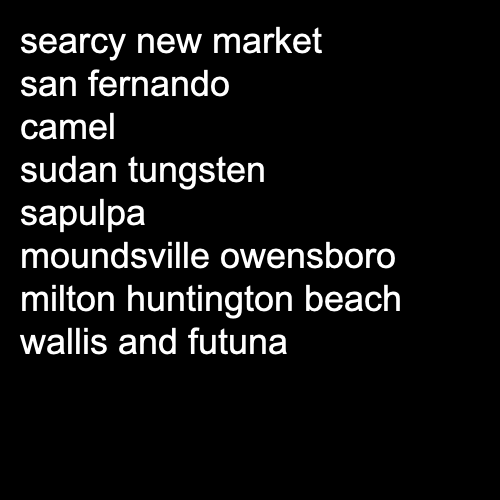 searcy new market
san fernando
camel
sudan tungsten
sapulpa
moundsville owensboro
milton huntington beach
wallis and futuna